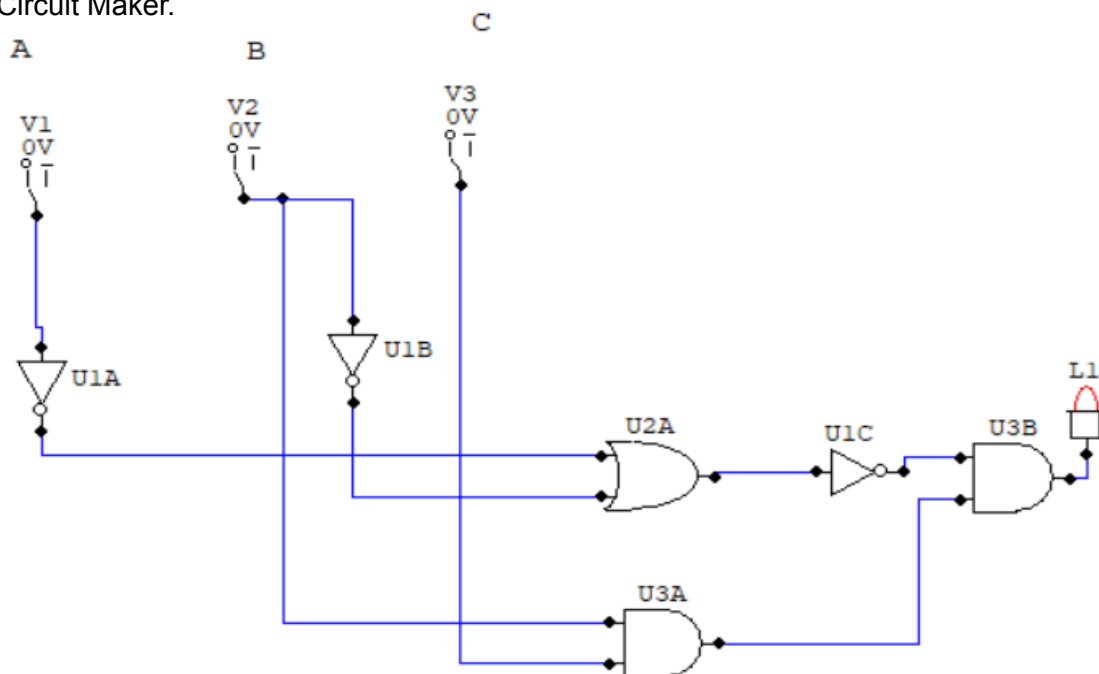 Circuit Maker.
C
A
B
V3
0V
V2
0V
V1
0V
U1B
U1A
L1
U2A
U1C
U3B
U3A